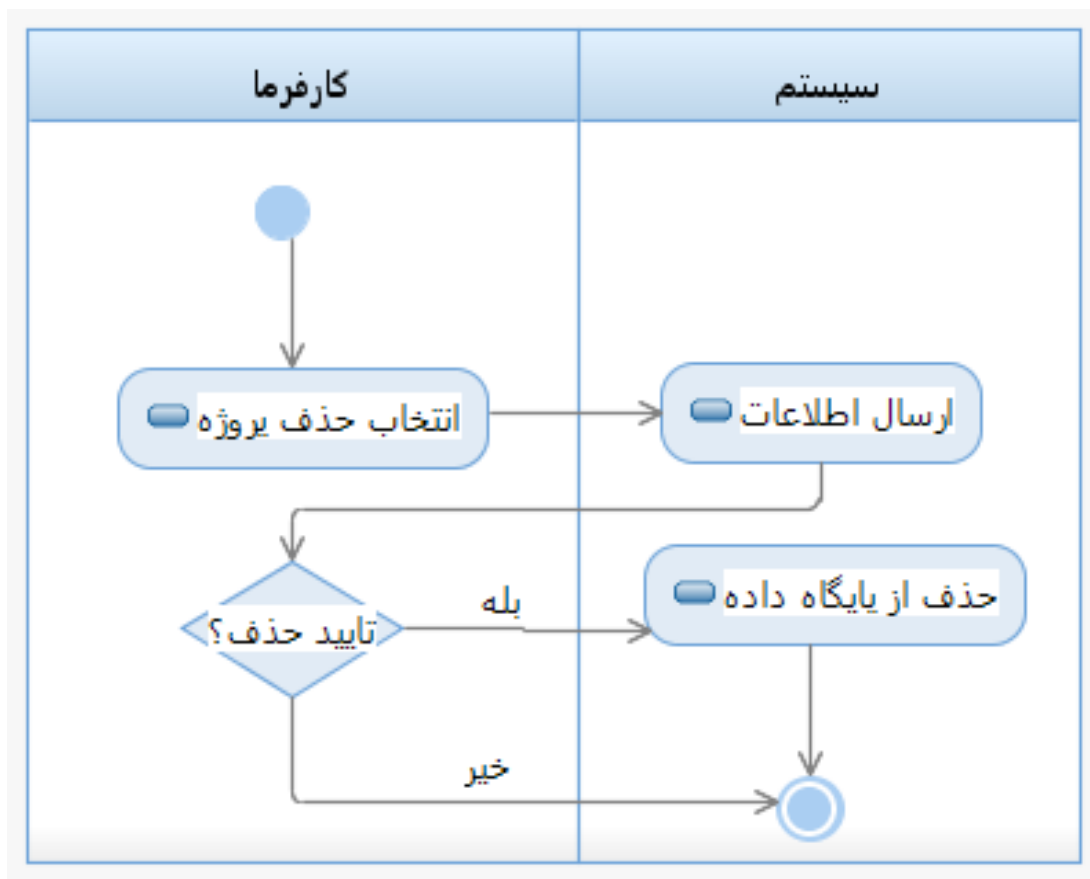 کارفرما
سیستم
انتخاب حذف پروژه
ارسال اطلاعات
تایید حذف؟
بله
حذف از پایگاه داده
خیر